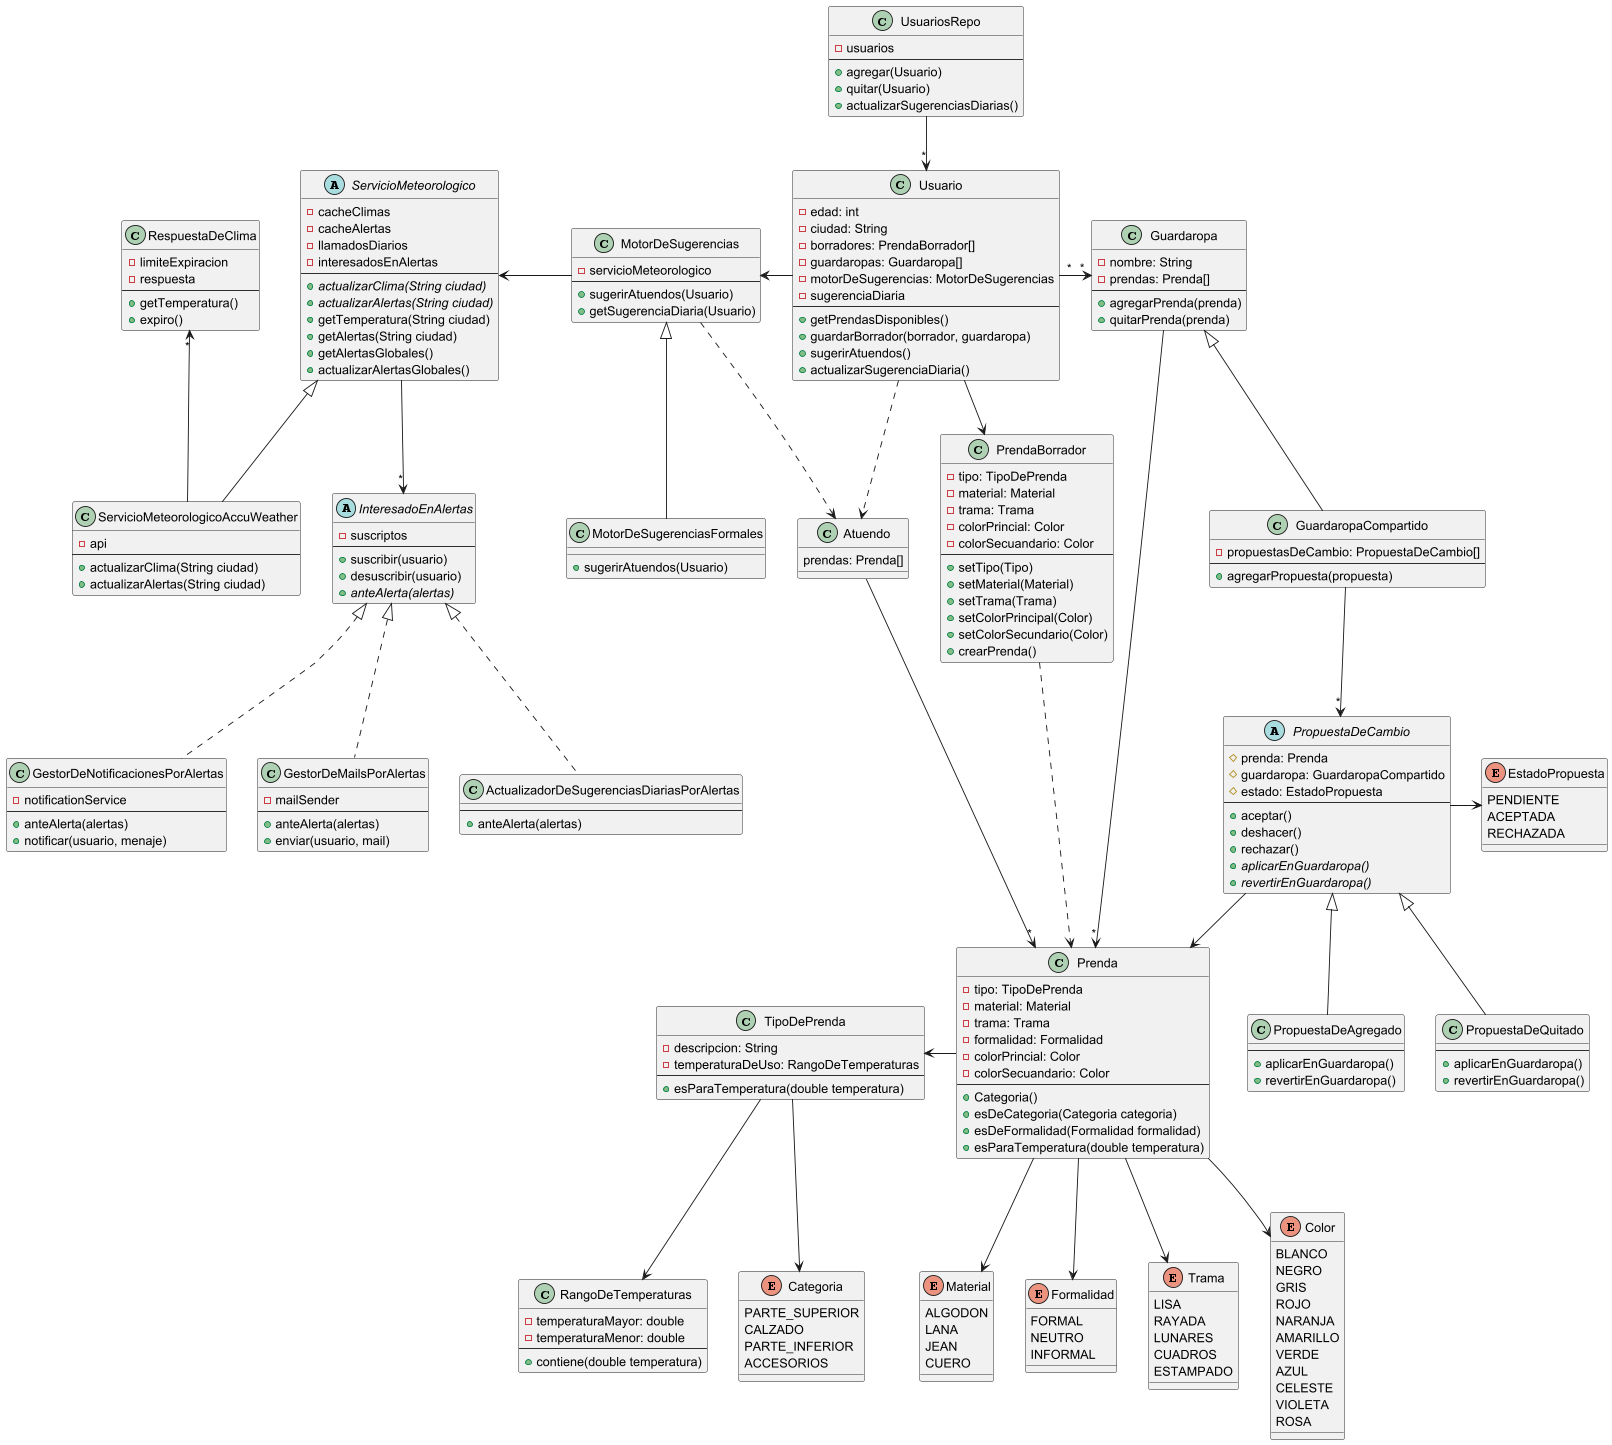 C UsuariosRepo
usuarios
agregar(Usuario)
quitar(Usuario)
actualizarSugerenciasDiarias()
*
A ServicioMeteorologico
cacheClimas
cacheAlertas
llamadosDiarios
interesadosEnAlertas
actualizarClima(String ciudad)
actualizarAlertas(String ciudad)
getTemperatura(String ciudad)
getAlertas(String ciudad)
getAlertasGlobales()
actualizarAlertasGlobales()
C Usuario
edad: int
ciudad: String
borradores: PrendaBorrador[]
guardaropas: Guardaropa[]
motorDeSugerencias: MotorDeSugerencias
sugerenciaDiaria
getPrendasDisponibles()
guardarBorrador(borrador, guardaropa)
sugerirAtuendos()
actualizarSugerenciaDiaria()
C RespuestaDeClima
limiteExpiracion
respuesta
getTemperatura()
expiro()
*
C MotorDeSugerencias
servicioMeteorologico
sugerirAtuendos(Usuario)
getSugerenciaDiaria(Usuario)
* *
C Guardaropa
nombre: String
prendas: Prenda[]
agregarPrenda(prenda)
quitarPrenda(prenda)
C PrendaBorrador
tipo: TipoDePrenda
material: Material
trama: Trama
colorPrincial: Color
colorSecuandario: Color
setTipo(Tipo)
setMaterial(Material)
setTrama(Trama)
setColorPrincipal(Color)
setColorSecundario(Color)
crearPrenda()
*
C ServicioMeteorologicoAccuWeather
api
actualizarClima(String ciudad)
actualizarAlertas(String ciudad)
A InteresadoEnAlertas
suscriptos
suscribir(usuario)
desuscribir(usuario)
anteAlerta(alertas)
C MotorDeSugerenciasFormales
sugerirAtuendos(Usuario)
C Atuendo
prendas: Prenda[]
C GuardaropaCompartido
propuestasDeCambio: PropuestaDeCambio[]
agregarPropuesta(propuesta)
*
A PropuestaDeCambio
prenda: Prenda
guardaropa: GuardaropaCompartido
estado: EstadoPropuesta
aceptar()
deshacer()
rechazar()
aplicarEnGuardaropa()
revertirEnGuardaropa()
E EstadoPropuesta
PENDIENTE
ACEPTADA
RECHAZADA
C GestorDeNotificacionesPorAlertas
notificationService
anteAlerta(alertas)
notificar(usuario, menaje)
C GestorDeMailsPorAlertas
mailSender
anteAlerta(alertas)
enviar(usuario, mail)
C ActualizadorDeSugerenciasDiariasPorAlertas
anteAlerta(alertas)
* *
C Prenda
tipo: TipoDePrenda
material: Material
trama: Trama
formalidad: Formalidad
colorPrincial: Color
colorSecuandario: Color
Categoria()
esDeCategoria(Categoria categoria)
esDeFormalidad(Formalidad formalidad)
esParaTemperatura(double temperatura)
C TipoDePrenda
descripcion: String
temperaturaDeUso: RangoDeTemperaturas
esParaTemperatura(double temperatura)
C PropuestaDeAgregado
aplicarEnGuardaropa()
revertirEnGuardaropa()
C PropuestaDeQuitado
aplicarEnGuardaropa()
revertirEnGuardaropa()
C RangoDeTemperaturas
temperaturaMayor: double
temperaturaMenor: double
contiene(double temperatura)
E Categoria
PARTE_SUPERIOR
CALZADO
PARTE_INFERIOR
ACCESORIOS
E Material
ALGODON
LANA
JEAN
CUERO
E Formalidad
FORMAL
NEUTRO
INFORMAL
E Trama
LISA
RAYADA
LUNARES
CUADROS
ESTAMPADO
E Color
BLANCO
NEGRO
GRIS
ROJO
NARANJA
AMARILLO
VERDE
AZUL
CELESTE
VIOLETA
ROSA